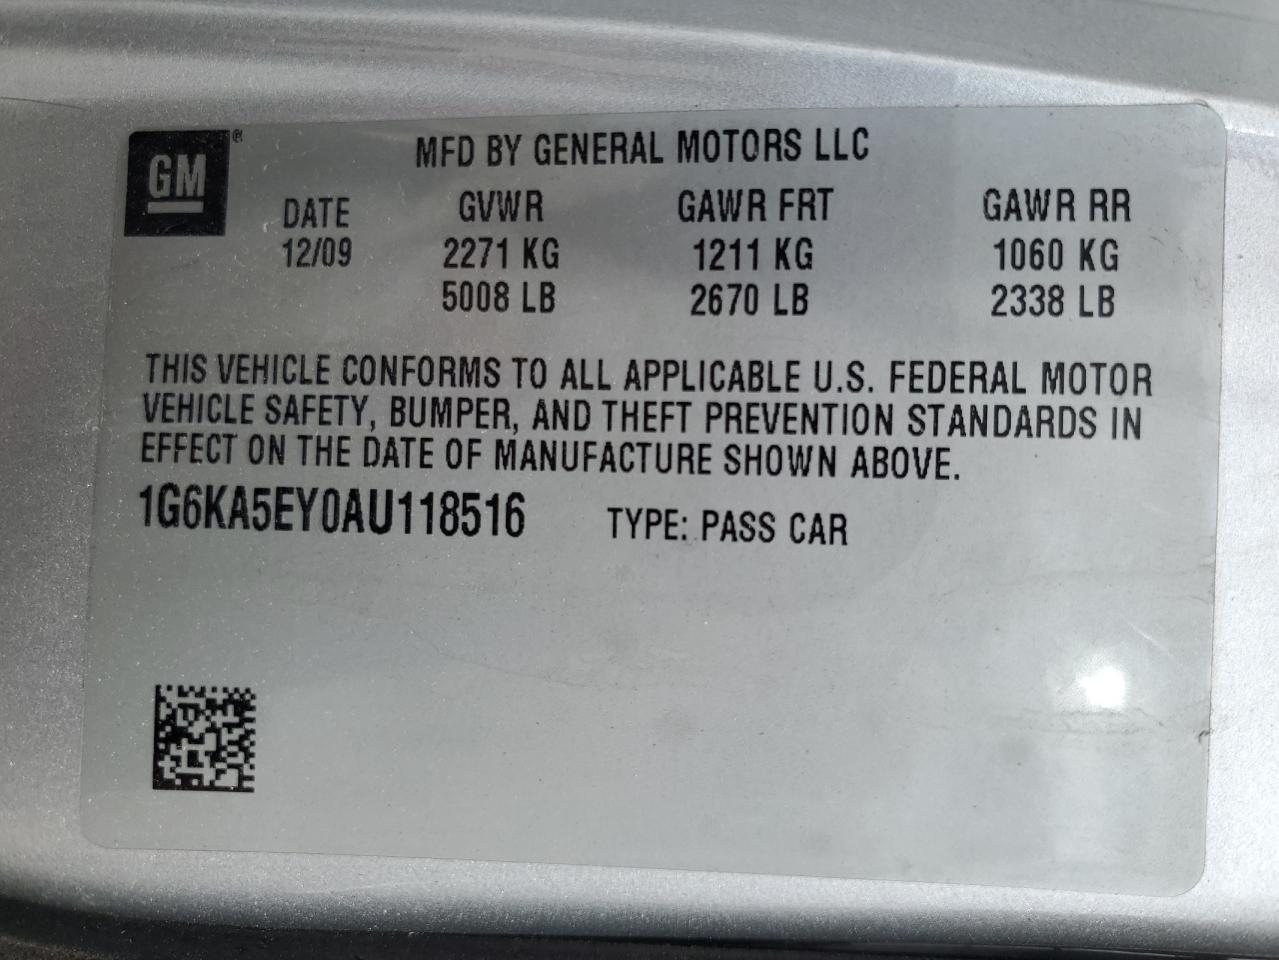 GM®
MFD BY GENERAL MOTORS LLC
DATE GVWR GAWR FRT GAWR RR
12/09 2271 KG 1211 KG 1060 KG
5008 LB 2670 LB 2338 LB
THIS VEHICLE CONFORMS TO ALL APPLICABLE U.S. FEDERAL MOTOR
VEHICLE SAFETY, BUMPER, AND THEFT PREVENTION STANDARDS IN
EFFECT ON THE DATE OF MANUFACTURE SHOWN ABOVE.
1G6KA5EY0AU118516 TYPE: PASS CAR